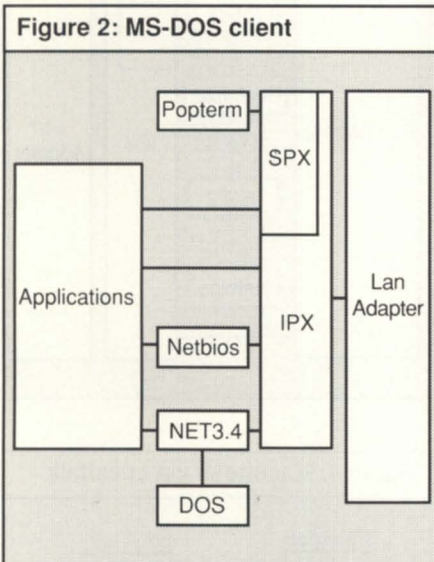 Figure 2: MS-DOS client
Popterm
SPX
Applications
IPX
Lan
Adapter
Netbios
NET3.4
DOS